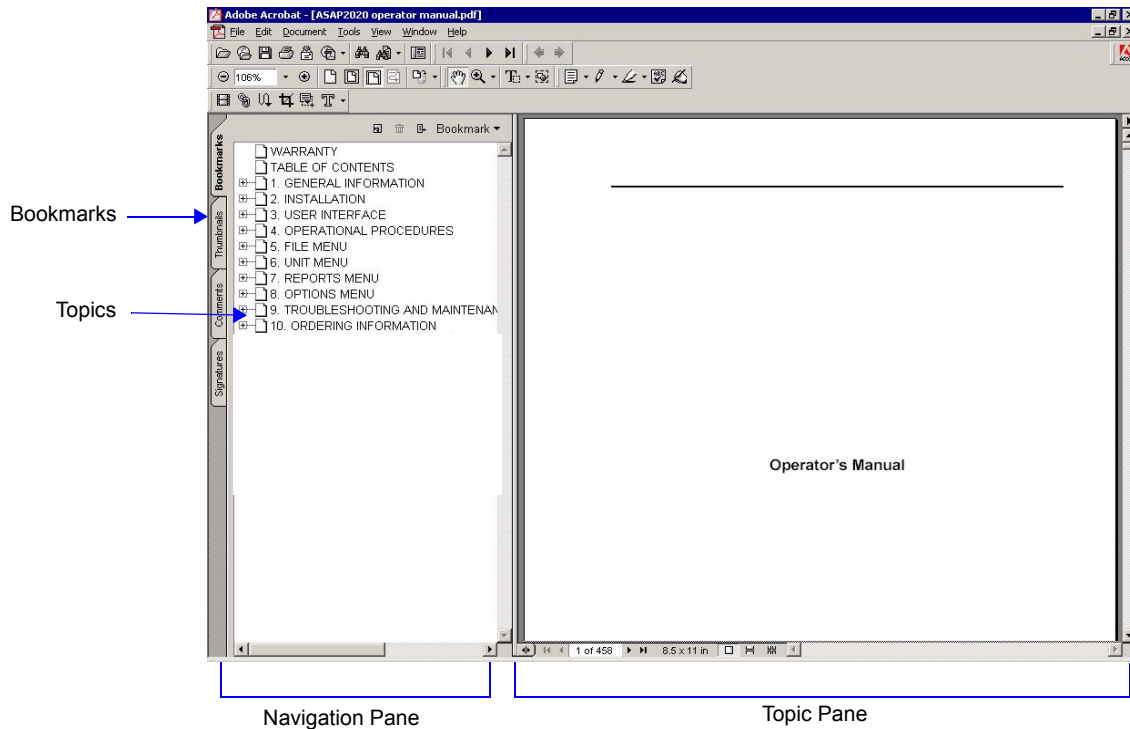 Adobe Acrobat - [ASAP2020 operator manual.pdf]
File Edit Document Tools View Window Help
106%
Bookmark
Bookmarks
Thumbnails
Comments
Signatures
WARRANTY
TABLE OF CONTENTS
1. GENERAL INFORMATION
2. INSTALLATION
3. USER INTERFACE
4. OPERATIONAL PROCEDURES
5. FILE MENU
6. UNIT MENU
7. REPORTS MENU
8. OPTIONS MENU
9. TROUBLESHOOTING AND MAINTENAN
10. ORDERING INFORMATION
Bookmarks
Topics
Operator's Manual
1 of 458
8.5 x 11 in
Navigation Pane
Topic Pane